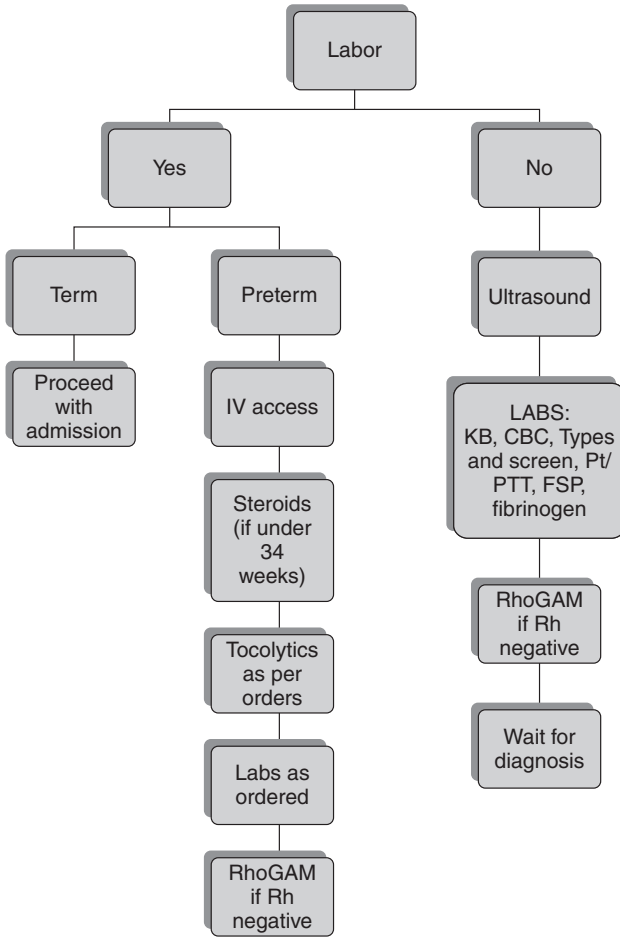 Labor
Yes
No
Term
Preterm
Ultrasound
Proceed
with
admission
IV access
LABS:
KB, CBC, Types
and screen, Pt/
PTT, FSP,
fibrinogen
Steroids
(if under
34
weeks)
RhoGAM
if Rh
negative
Tocolytics
as per
orders
Wait for
diagnosis
Labs as
ordered
RhoGAM
if Rh
negative